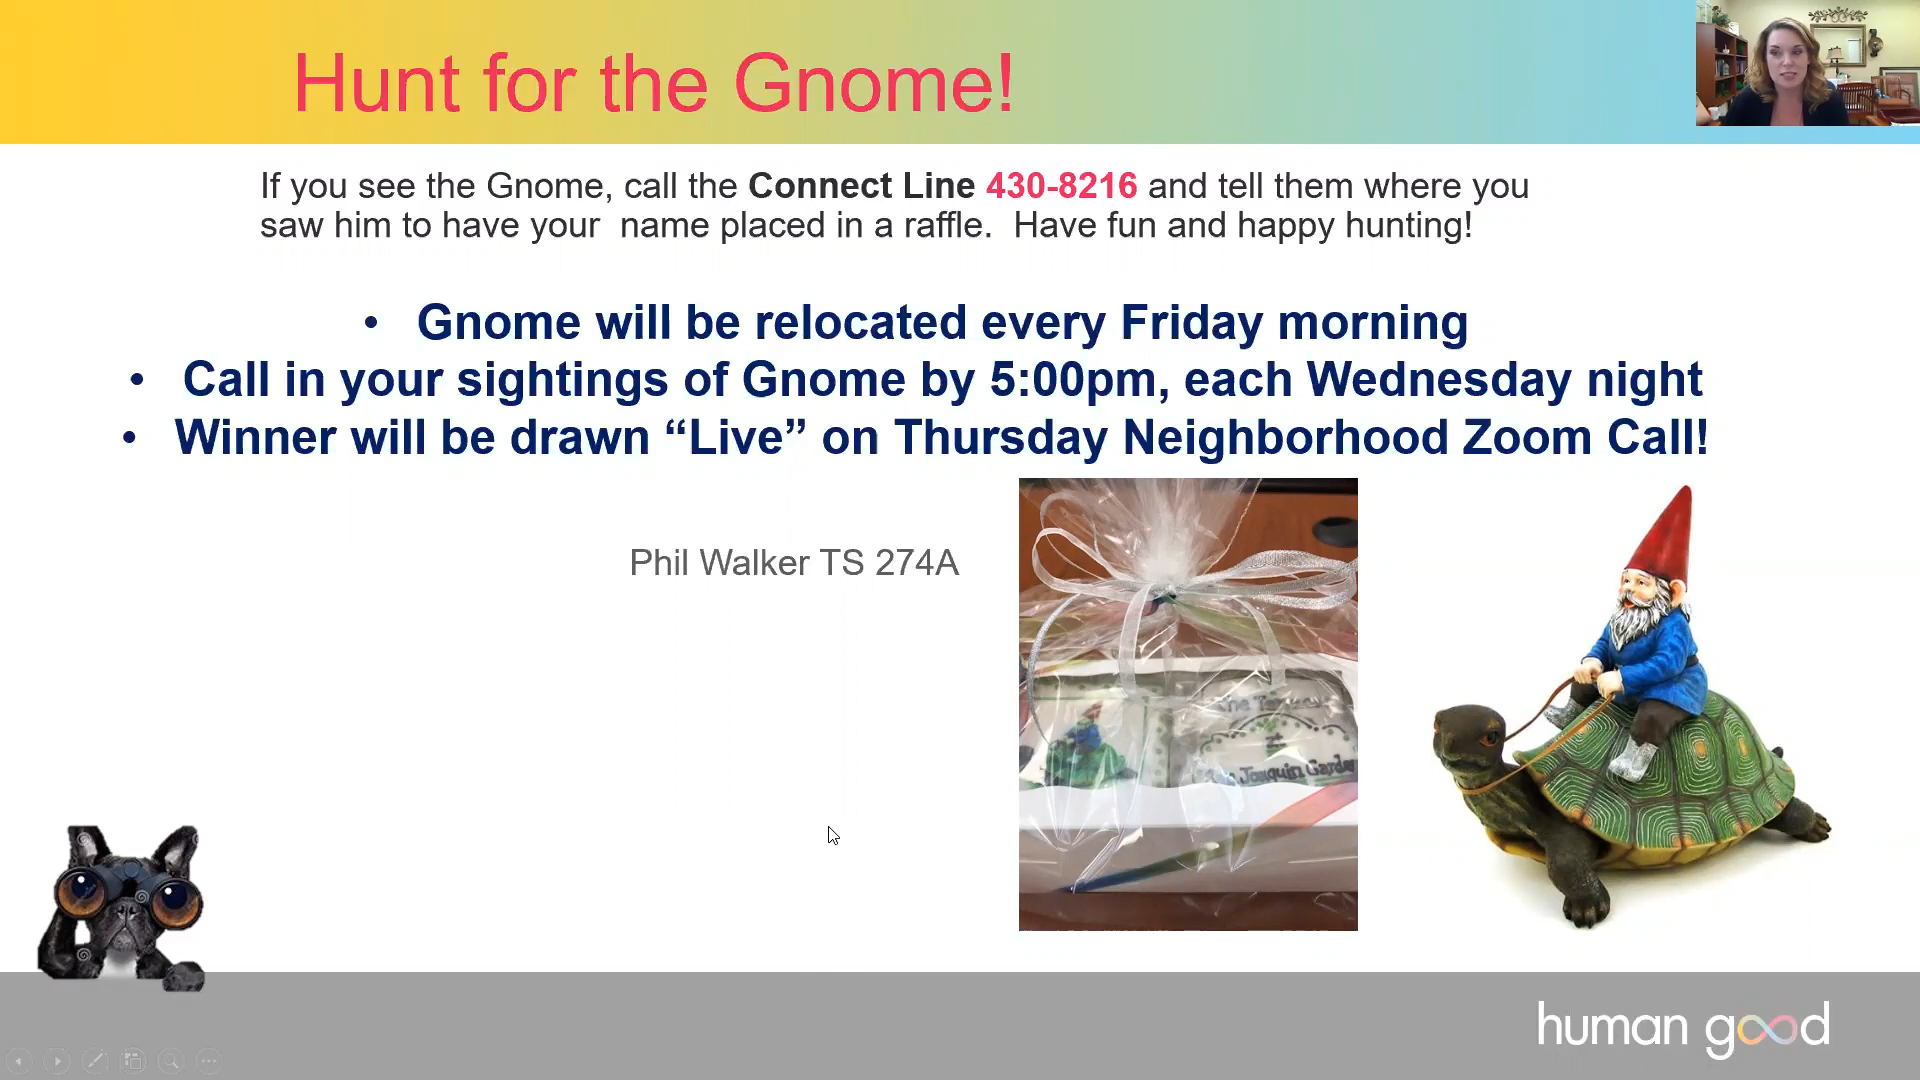 Hunt for the Gnome!
If you see the Gnome, call the Connect Line 430-8216 and tell them where you
saw him to have your name placed in a raffle. Have fun and happy hunting!
• Gnome will be relocated every Friday morning
• Call in your sightings of Gnome by 5:00pm, each Wednesday night
• Winner will be drawn “Live” on Thursday Neighborhood Zoom Call!
Phil Walker TS 274A
The
Joaquin
human good